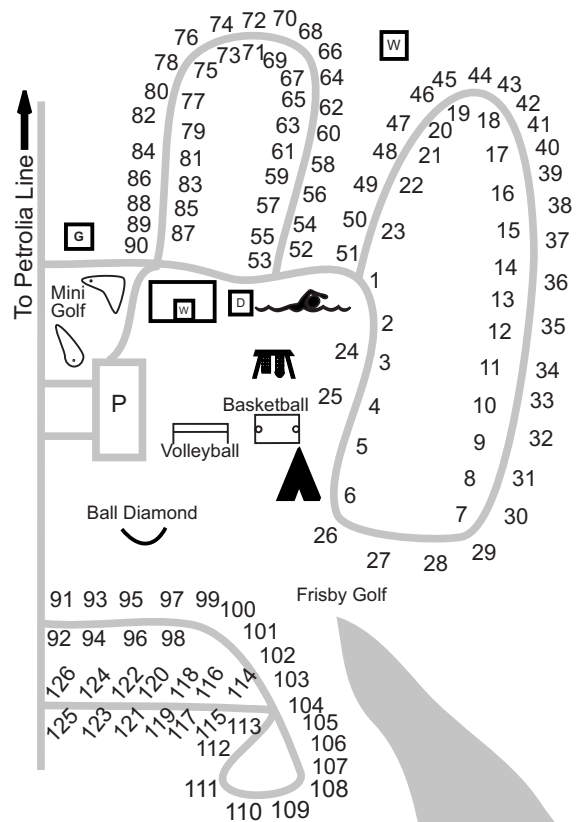 72 70
74 68
76 66
73 71
69
78 75 67 64
W
80 77 65 62
82 79 63 60
84 81 61 58
86 83 59 56
88 85 57 54
89 87 55 52
90 53
G
46 45 44 43
42
47 20 19 18 41
48 21 17 40
39
49 22 16 38
50 23 15 37
51 14
1 36
13
2 12 35
24 3 11 34
25 4 10 33
5 9 32
6 8 31
7 30
26 27 28 29
To Petrolia Line
Mini
Golf
W
D
P
Basketball
Volleyball
Ball Diamond
Frisby Golf
91 93 95 97 99 100
92 94 96 98 101
102
126 124 122 120 118 116 114 103
104
125 123 121 119 117 115 113 105
112 106
107
111 108
110 109